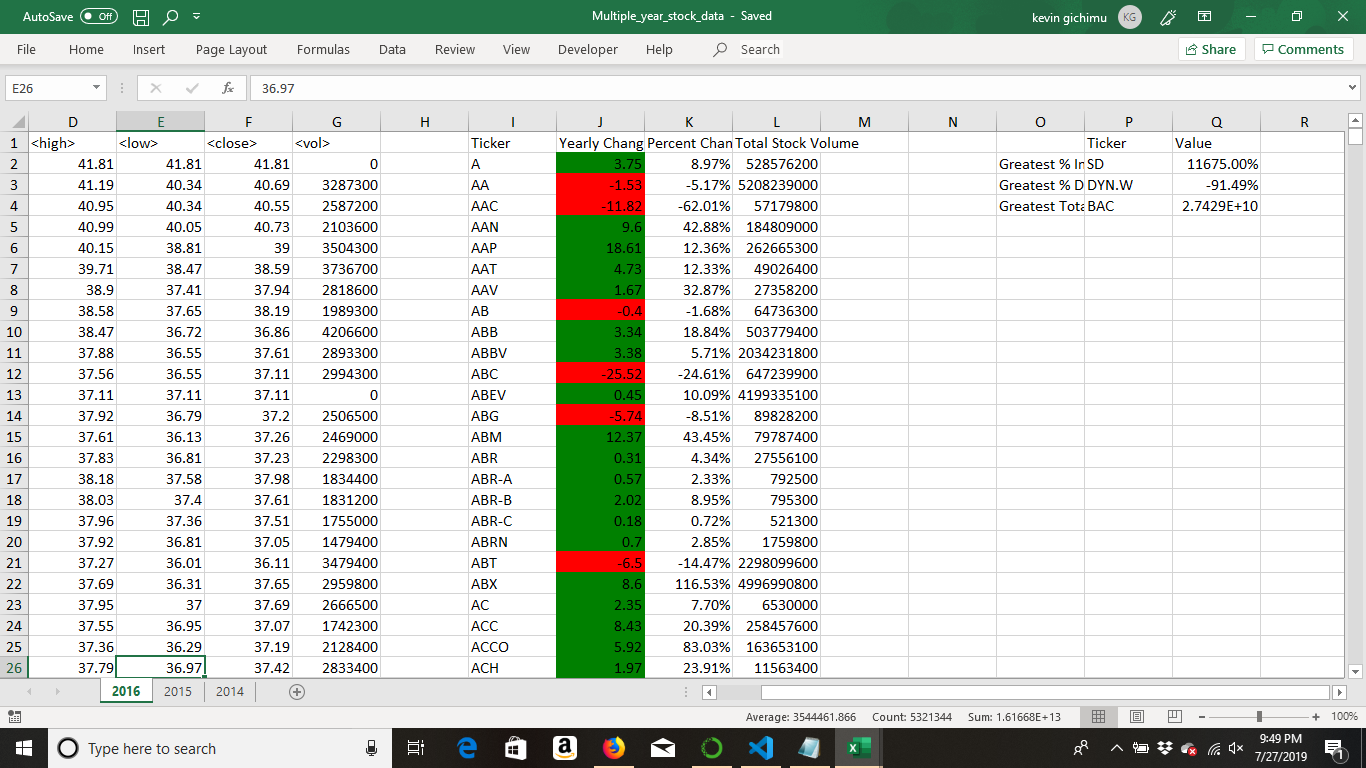 AutoSave Off Multiple_year_stock_data - Saved kevin gichimu KG
File Home Insert Page Layout Formulas Data Review View Developer Help Search Share Comments
E26 fx 36.97
D E F G H I J K L M N O P Q R
1 <high> <low> <close> <vol> Ticker Yearly Chang Percent Chan Total Stock Volume Ticker Value
2 41.81 41.81 41.81 0 A 3.75 8.97% 528576200 Greatest % In SD 11675.00%
3 41.19 40.34 40.69 3287300 AA -1.53 -5.17% 5208239000 Greatest % D DYN.W -91.49%
4 40.95 40.34 40.55 2587200 AAC -11.82 -62.01% 57179800 Greatest Tota BAC 2.7429E+10
5 40.99 40.05 40.73 2103600 AAN 9.6 42.88% 184809000
6 40.15 38.81 39 3504300 AAP 18.61 12.36% 262665300
7 39.71 38.47 38.59 3736700 AAT 4.73 12.33% 49026400
8 38.9 37.41 37.94 2818600 AAV 1.67 32.87% 27358200
9 38.58 37.65 38.19 1989300 AB -0.4 -1.68% 64736300
10 38.47 36.72 36.86 4206600 ABB 3.34 18.84% 503779400
11 37.88 36.55 37.61 2893300 ABBV 3.38 5.71% 2034231800
12 37.56 36.55 37.11 2994300 ABC -25.52 -24.61% 647239900
13 37.11 37.11 37.11 0 ABEV 0.45 10.09% 4199335100
14 37.92 36.79 37.2 2506500 ABG -5.74 -8.51% 89828200
15 37.61 36.13 37.26 2469000 ABM 12.37 43.45% 79787400
16 37.83 36.81 37.23 2298300 ABR 0.31 4.34% 27556100
17 38.18 37.58 37.98 1834400 ABR-A 0.57 2.33% 792500
18 38.03 37.4 37.61 1831200 ABR-B 2.02 8.95% 795300
19 37.96 37.36 37.51 1755000 ABR-C 0.18 0.72% 521300
20 37.92 36.81 37.05 1479400 ABRN 0.7 2.85% 1759800
21 37.27 36.01 36.11 3479400 ABT -6.5 -14.47% 2298099600
22 37.69 36.31 37.65 2959800 ABX 8.6 116.53% 4996990800
23 37.95 37 37.69 2666500 AC 2.35 7.70% 6530000
24 37.55 36.95 37.07 1742300 ACC 8.43 20.39% 258457600
25 37.36 36.29 37.19 2128400 ACCO 5.92 83.03% 163653100
26 37.79 36.97 37.42 2833400 ACH 1.97 23.91% 11563400
2016 2015 2014
Average: 3544461.866 Count: 5321344 Sum: 1.61668E+13 100%
Type here to search
9:49 PM
7/27/2019
1